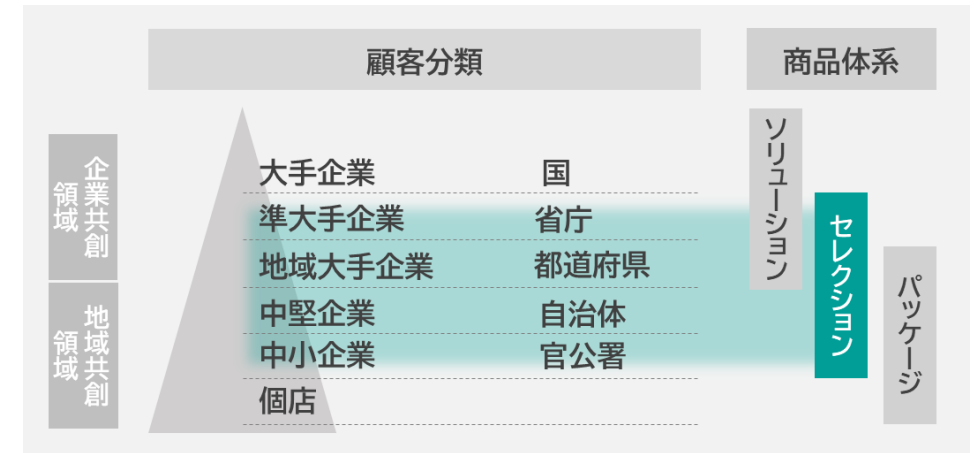 顧客分類
商品体系
企業共創
領域
地域共創
領域
大手企業 国
準大手企業 省庁
地域大手企業 都道府県
中堅企業 自治体
中小企業 官公署
個店
ソリューション
セレクション
パッケージ